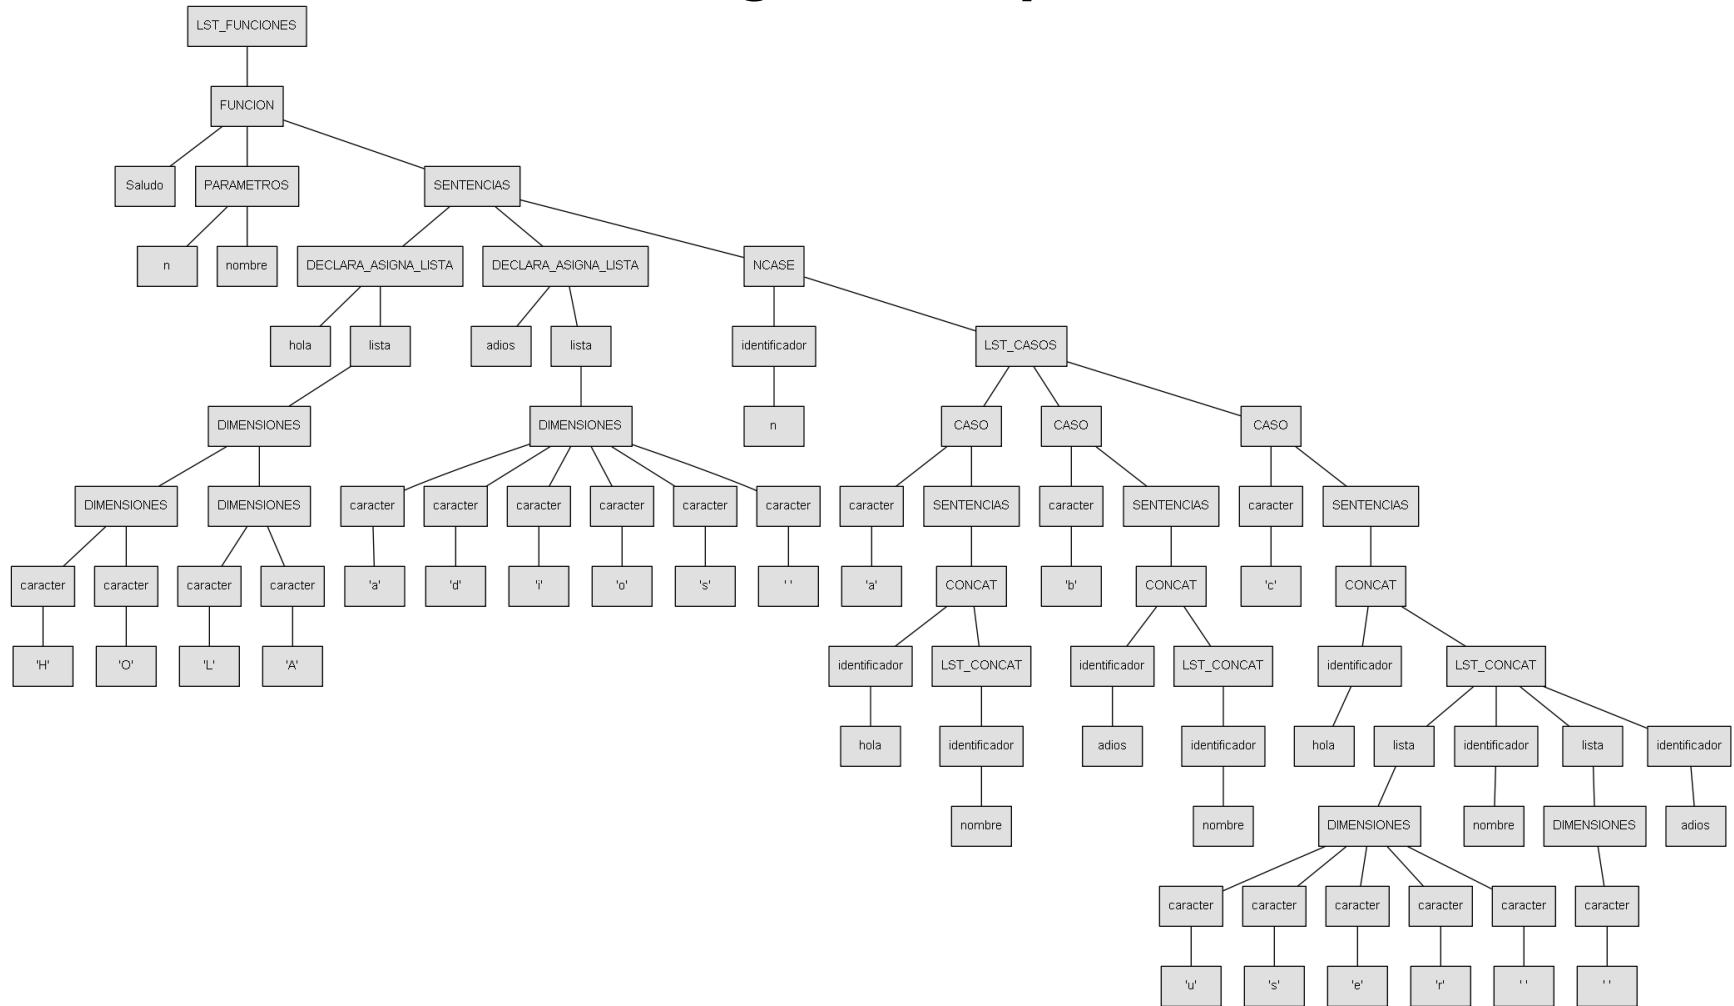 LST_FUNCIONES
FUNCION
Saludo PARAMETROS SENTENCIAS
n nombre DECLARA_ASIGNA_LISTA DECLARA_ASIGNA_LISTA NCASE
hola lista adios lista identificador LST_CASOS
DIMENSIONES DIMENSIONES n CASO CASO CASO
DIMENSIONES DIMENSIONES caracter caracter caracter caracter caracter caracter caracter SENTENCIAS caracter SENTENCIAS caracter SENTENCIAS
caracter caracter caracter caracter 'a' 'd' 'i' 'o' 's' ' ' 'a' CONCAT 'b' CONCAT 'c' CONCAT
'H' 'O' 'L' 'A' identificador LST_CONCAT identificador LST_CONCAT identificador LST_CONCAT
hola identificador adios identificador hola lista identificador lista identificador
nombre nombre DIMENSIONES nombre DIMENSIONES adios
caracter caracter caracter caracter caracter caracter
'u' 's' 'e' 'r' ' ' ' '